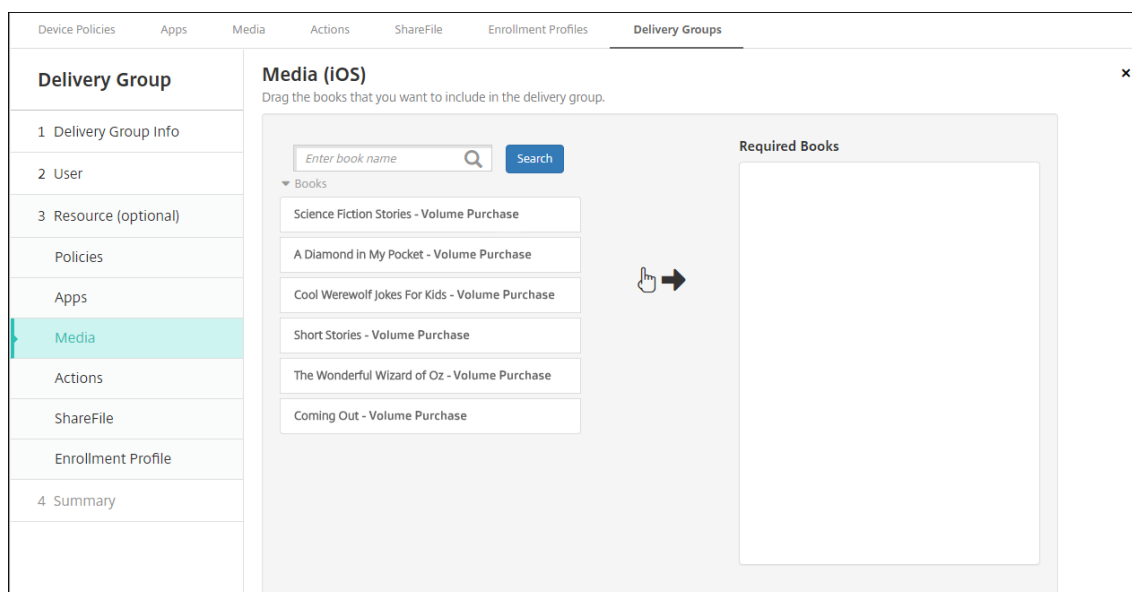 Device Policies Apps Media Actions ShareFile Enrollment Profiles Delivery Groups
Delivery Group
1 Delivery Group Info
2 User
3 Resource (optional)
Policies
Apps
Media
Actions
ShareFile
Enrollment Profile
4 Summary
Media (iOS)
Drag the books that you want to include in the delivery group.
Enter book name
Search
Books
Science Fiction Stories - Volume Purchase
A Diamond in My Pocket - Volume Purchase
Cool Werewolf Jokes For Kids - Volume Purchase
Short Stories - Volume Purchase
The Wonderful Wizard of Oz - Volume Purchase
Coming Out - Volume Purchase
Required Books